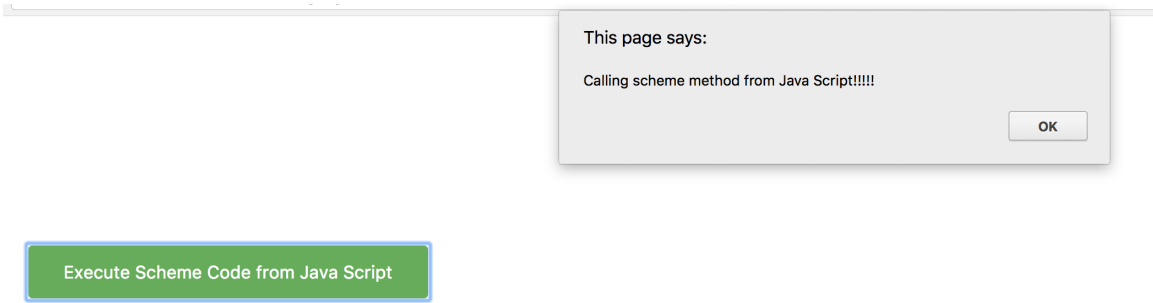 This page says:
Calling scheme method from Java Script!!!!!
OK
Execute Scheme Code from Java Script